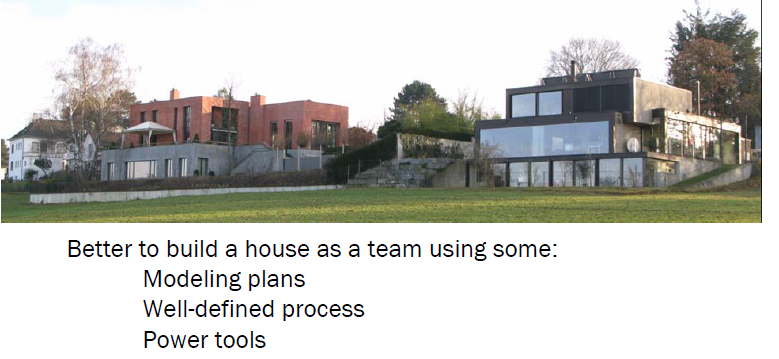 Better to build a house as a team using some:
Modeling plans
Well-defined process
Power tools